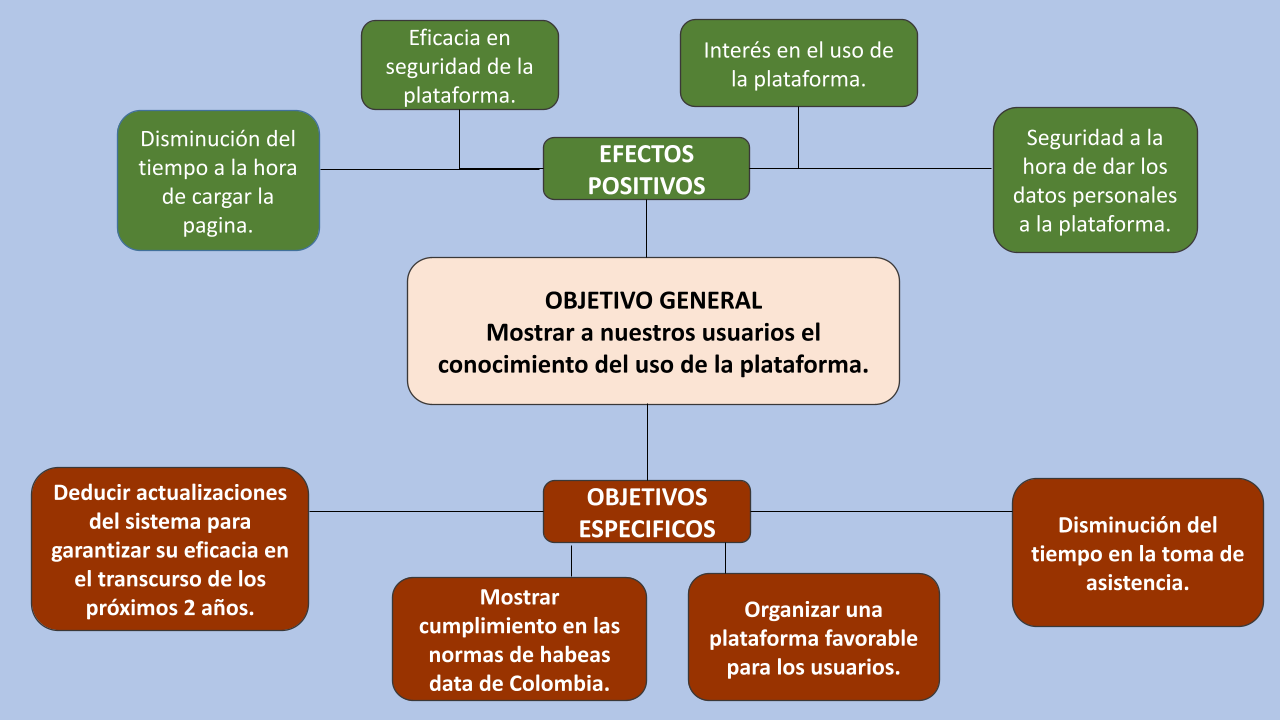 Eficacia en
seguridad de la
plataforma.
Interés en el uso de
la plataforma.
Disminución del
tiempo a la hora
de cargar la
pagina.
EFECTOS
POSITIVOS
Seguridad a la
hora de dar los
datos personales
a la plataforma.
OBJETIVO GENERAL
Mostrar a nuestros usuarios el
conocimiento del uso de la plataforma.
Deducir actualizaciones
del sistema para
garantizar su eficacia en
el transcurso de los
próximos 2 años.
OBJETIVOS
ESPECIFICOS
Disminución del
tiempo en la toma de
asistencia.
Mostrar
cumplimiento en las
normas de habeas
data de Colombia.
Organizar una
plataforma favorable
para los usuarios.